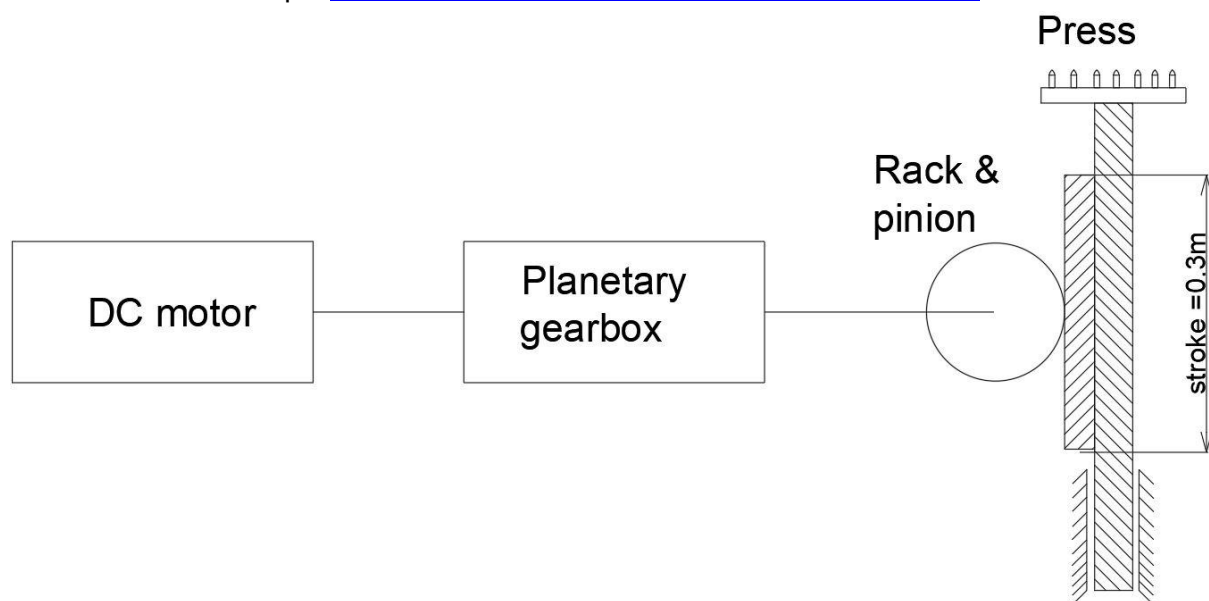 Press
Rack &
pinion
DC motor
Planetary
gearbox
stroke =0.3m